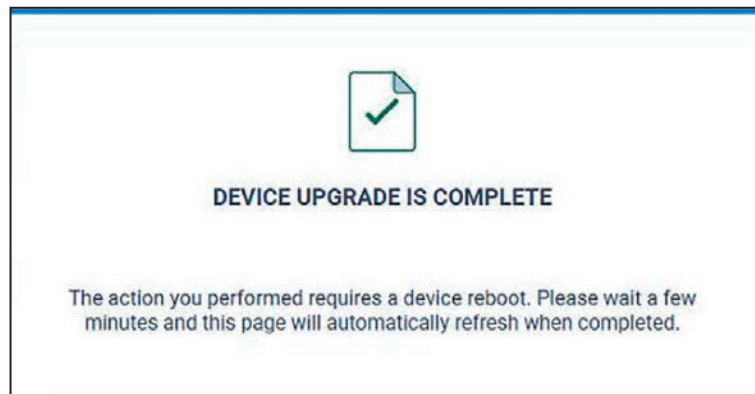 DEVICE UPGRADE IS COMPLETE
The action you performed requires a device reboot. Please wait a few
minutes and this page will automatically refresh when completed.